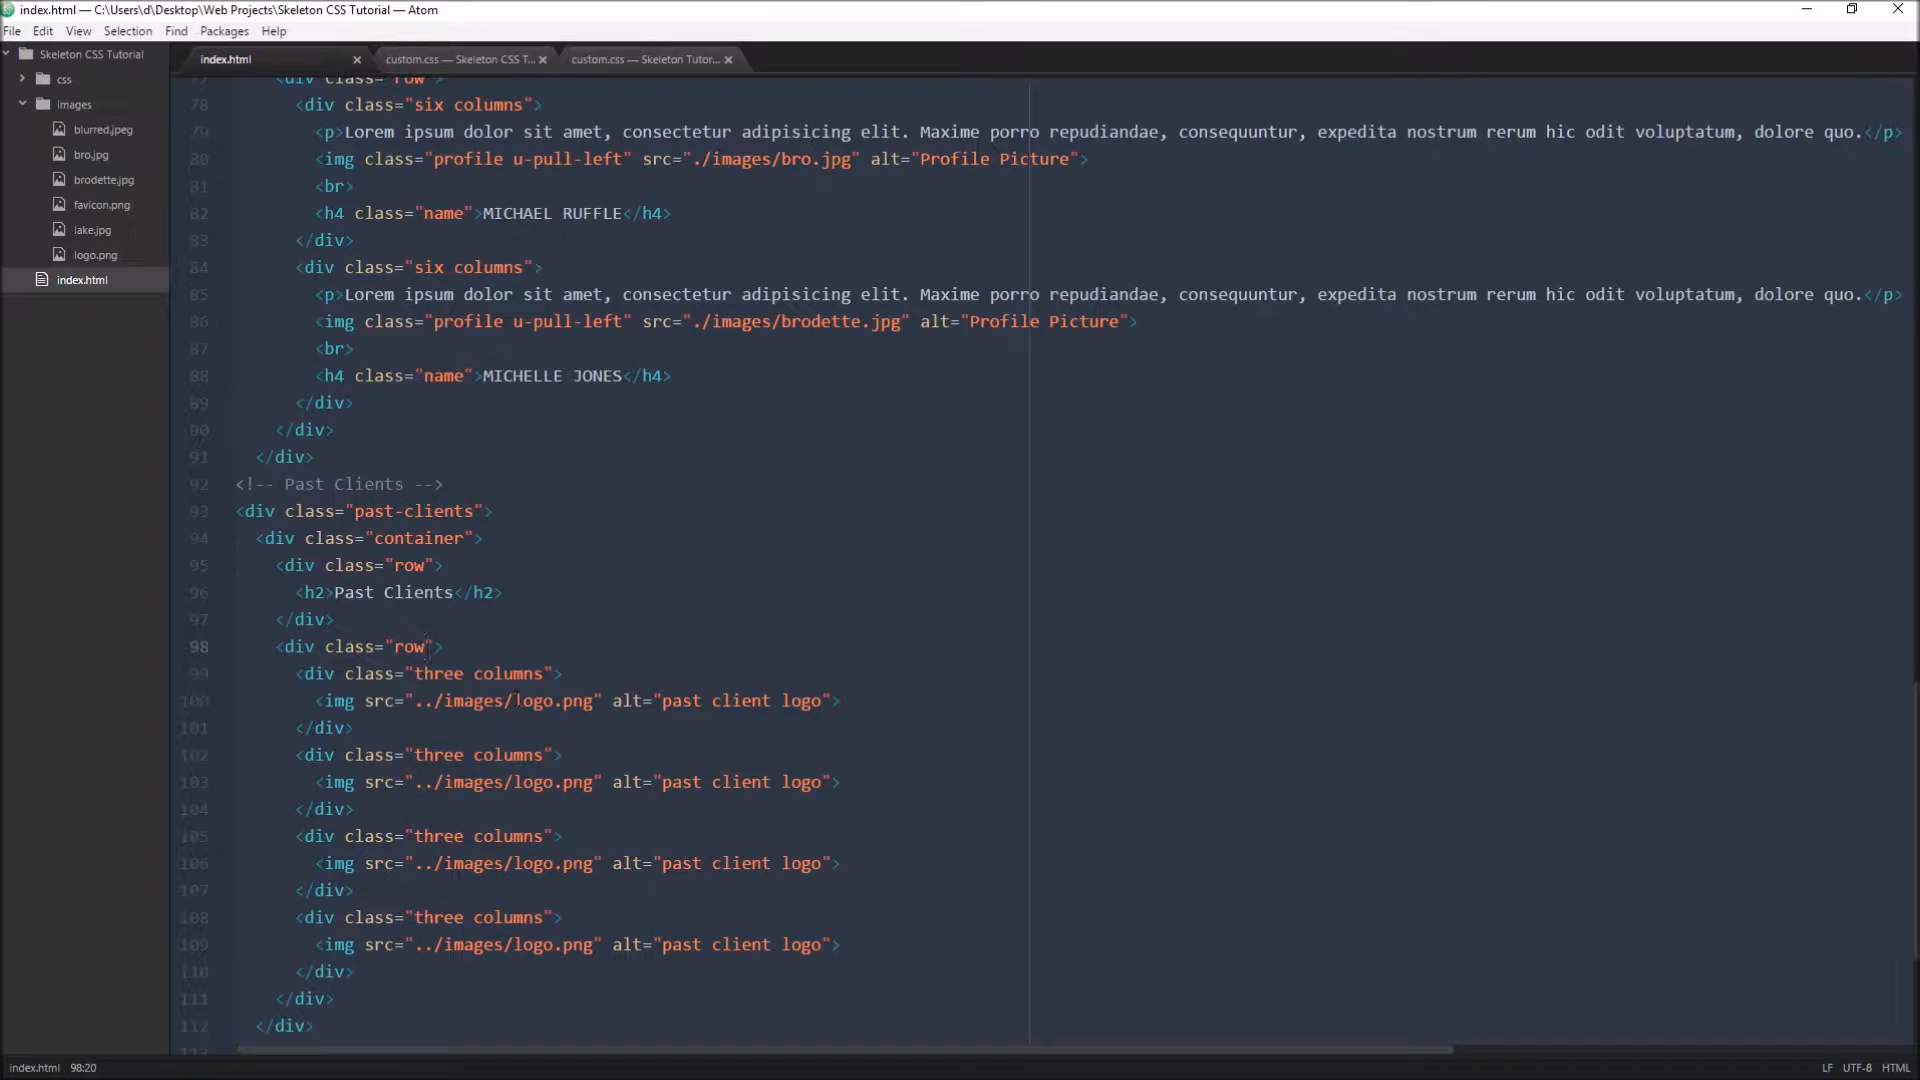 index.html — C:\Users\d\Desktop\Web Projects\Skeleton CSS Tutorial — Atom
File Edit View Selection Find Packages Help
Skeleton CSS Tutorial
css
images
blurred.jpeg
bro.jpg
brodette.jpg
favicon.png
lake.jpg
logo.png
index.html
index.html custom.css — Skeleton CSS T... custom.css — Skeleton Tutor...
77 <div class="row">
78 <div class="six columns">
79 <p>Lorem ipsum dolor sit amet, consectetur adipisicing elit. Maxime porro repudiandae, consequuntur, expedita nostrum rerum hic odit voluptatum, dolore quo.</p>
80 <img class="profile u-pull-left" src="./images/bro.jpg" alt="Profile Picture">
81 <br>
82 <h4 class="name">MICHAEL RUFFLE</h4>
83 </div>
84 <div class="six columns">
85 <p>Lorem ipsum dolor sit amet, consectetur adipisicing elit. Maxime porro repudiandae, consequuntur, expedita nostrum rerum hic odit voluptatum, dolore quo.</p>
86 <img class="profile u-pull-left" src="./images/brodette.jpg" alt="Profile Picture">
87 <br>
88 <h4 class="name">MICHELLE JONES</h4>
89 </div>
90 </div>
91 </div>
92 <!-- Past Clients -->
93 <div class="past-clients">
94 <div class="container">
95 <div class="row">
96 <h2>Past Clients</h2>
97 </div>
98 <div class="row">
99 <div class="three columns">
100 <img src="../images/logo.png" alt="past client logo">
101 </div>
102 <div class="three columns">
103 <img src="../images/logo.png" alt="past client logo">
104 </div>
105 <div class="three columns">
106 <img src="../images/logo.png" alt="past client logo">
107 </div>
108 <div class="three columns">
109 <img src="../images/logo.png" alt="past client logo">
110 </div>
111 </div>
112 </div>
113
index.html 98:20 LF UTF-8 HTML